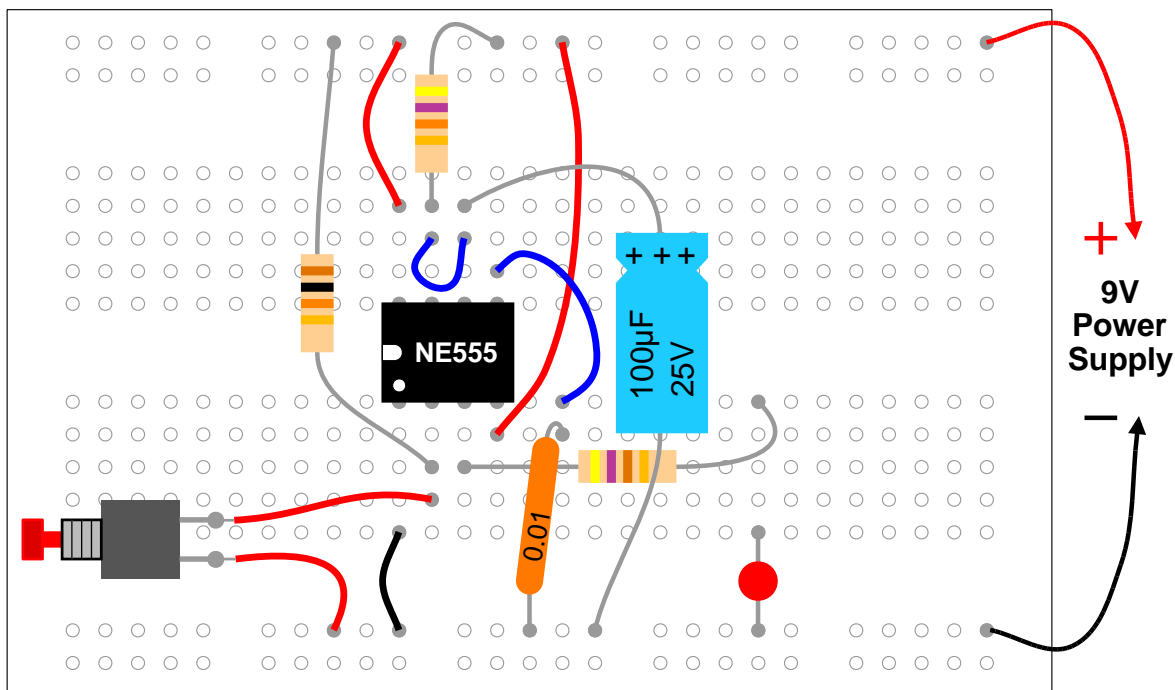 + + +
NE555
100µF
25V
0.01
+
9V
Power
Supply
−